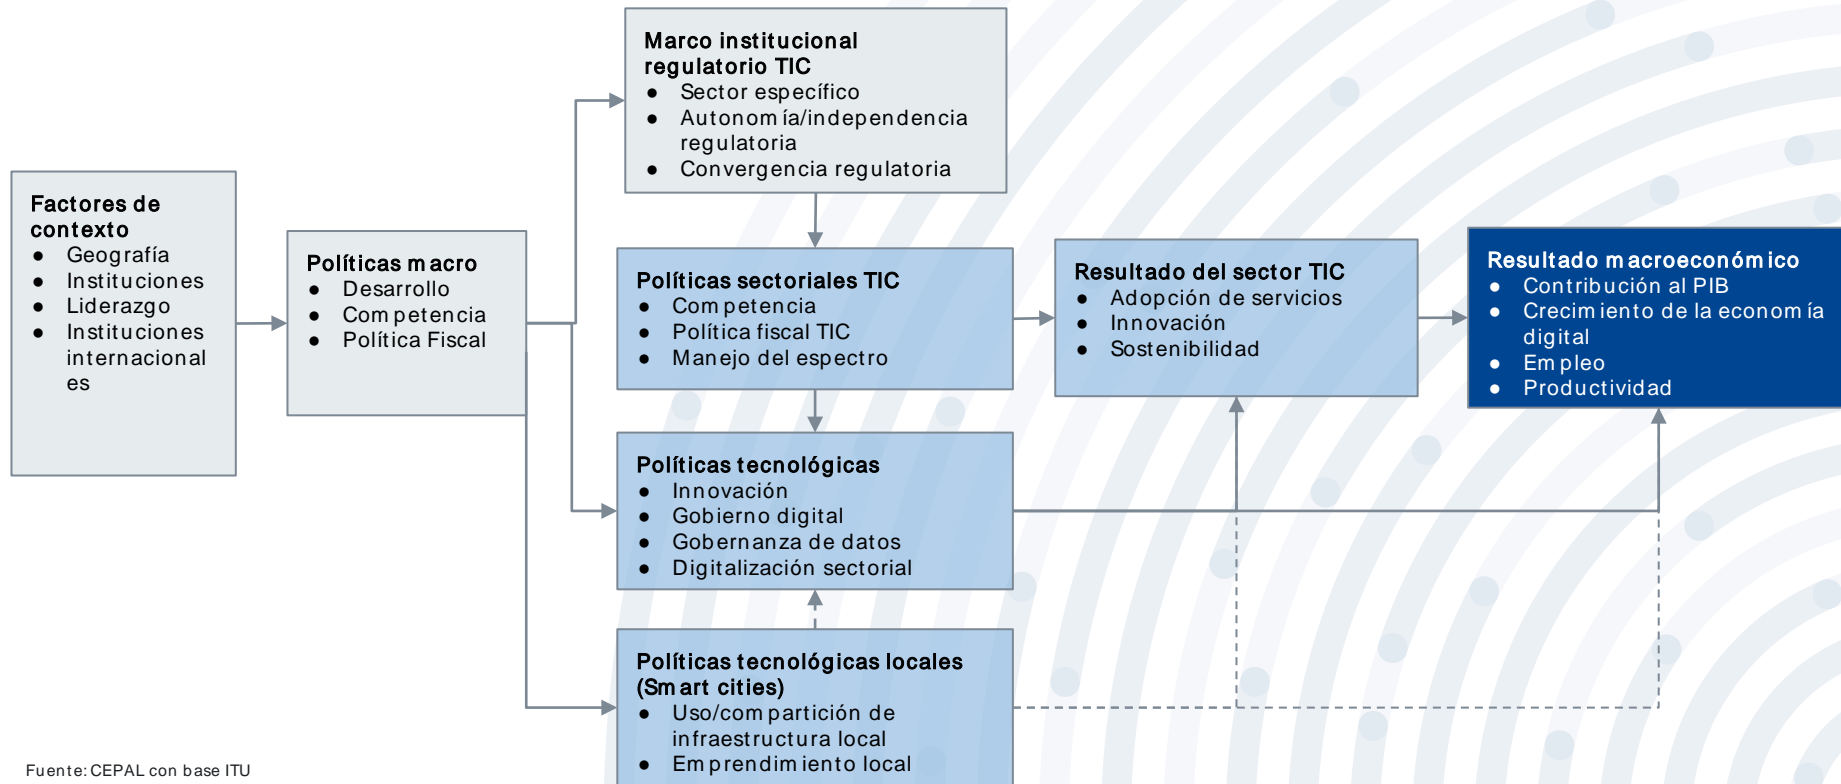 Factores de
contexto
● Geografía
● Instituciones
● Liderazgo
● Instituciones
internacional
es
Políticas macro
● Desarrollo
● Competencia
● Política Fiscal
Marco institucional
regulatorio TIC
● Sector específico
● Autonomía/independencia
regulatoria
● Convergencia regulatoria
Políticas sectoriales TIC
● Competencia
● Política fiscal TIC
● Manejo del espectro
Políticas tecnológicas
● Innovación
● Gobierno digital
● Gobernanza de datos
● Digitalización sectorial
Políticas tecnológicas locales
(Smart cities)
● Uso/compartición de
infraestructura local
● Emprendimiento local
Resultado del sector TIC
● Adopción de servicios
● Innovación
● Sostenibilidad
Resultado macroeconómico
● Contribución al PIB
● Crecimiento de la economía
digital
● Empleo
● Productividad
Fuente: CEPAL con base ITU